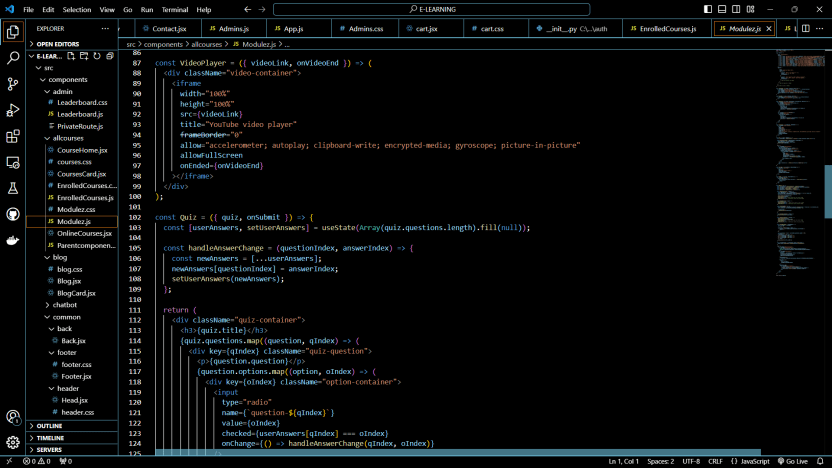 File Edit Selection View Go Run Terminal Help
E-LEARNING
EXPLORER
Contact.jsx
JS Admins.js
JS App.js
# Admins.css
cart.jsx
# cart.css
__init__.py C:\...\auth
JS EnrolledCourses.js
JS Modulez.js
src > components > allcourses > JS Modulez.js > ...
OPEN EDITORS
E-LEAR...
src
components
admin
# Leaderboard.css
JS Leaderboard.js
PrivateRoute.js
allcourses
CourseHome.jsx
# courses.css
CoursesCard.jsx
# EnrolledCourses.c...
JS EnrolledCourses.js
# Modulez.css
JS Modulez.js
OnlineCourses.jsx
Parentcomponen...
blog
# blog.css
Blog.jsx
BlogCard.jsx
chatbot
common
back
Back.jsx
footer
# footer.css
Footer.jsx
header
Head.jsx
# header.css
OUTLINE
TIMELINE
SERVERS
86
87 const VideoPlayer = ({ videoLink, onVideoEnd }) => (
88 <div className="video-container">
89 <iframe
90 width="100%"
91 height="100%"
92 src={videoLink}
93 title="YouTube video player"
94 frameBorder="0"
95 allow="accelerometer; autoplay; clipboard-write; encrypted-media; gyroscope; picture-in-picture"
96 allowFullScreen
97 onEnded={onVideoEnd}
98 ></iframe>
99 </div>
100 );
101
102 const Quiz = ({ quiz, onSubmit }) => {
103 const [userAnswers, setUserAnswers] = useState(Array(quiz.questions.length).fill(null));
104
105 const handleAnswerChange = (questionIndex, answerIndex) => {
106 const newAnswers = [...userAnswers];
107 newAnswers[questionIndex] = answerIndex;
108 setUserAnswers(newAnswers);
109 };
110
111 return (
112 <div className="quiz-container">
113 <h3>{quiz.title}</h3>
114 {quiz.questions.map((question, qIndex) => (
115 <div key={qIndex} className="quiz-question">
116 <p>{question.question}</p>
117 {question.options.map((option, oIndex) => (
118 <div key={oIndex} className="option-container">
119 <input
120 type="radio"
121 name={`question-${qIndex}`}
122 value={oIndex}
123 checked={userAnswers[qIndex] === oIndex}
124 onChange={() => handleAnswerChange(qIndex, oIndex)}
125 />
0 0 0 Ln 1, Col 1 Spaces: 2 UTF-8 CRLF {} JavaScript Go Live